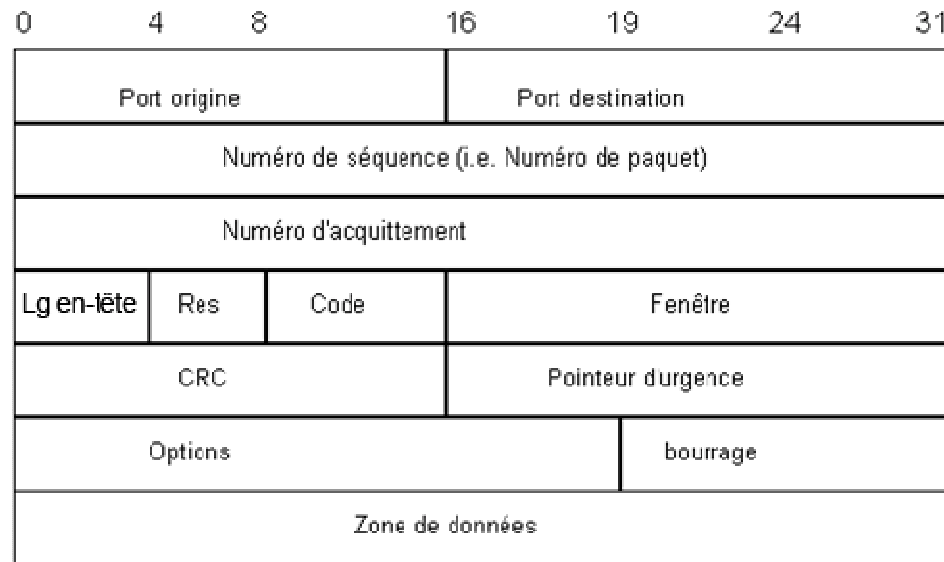 0 4 8 16 19 24 31
Port origine Port destination
Numéro de séquence (i.e. Numéro de paquet)
Numéro d'acquittement
Lg en-tête Res Code Fenêtre
CRC Pointeur d'urgence
Options bourrage
Zone de données